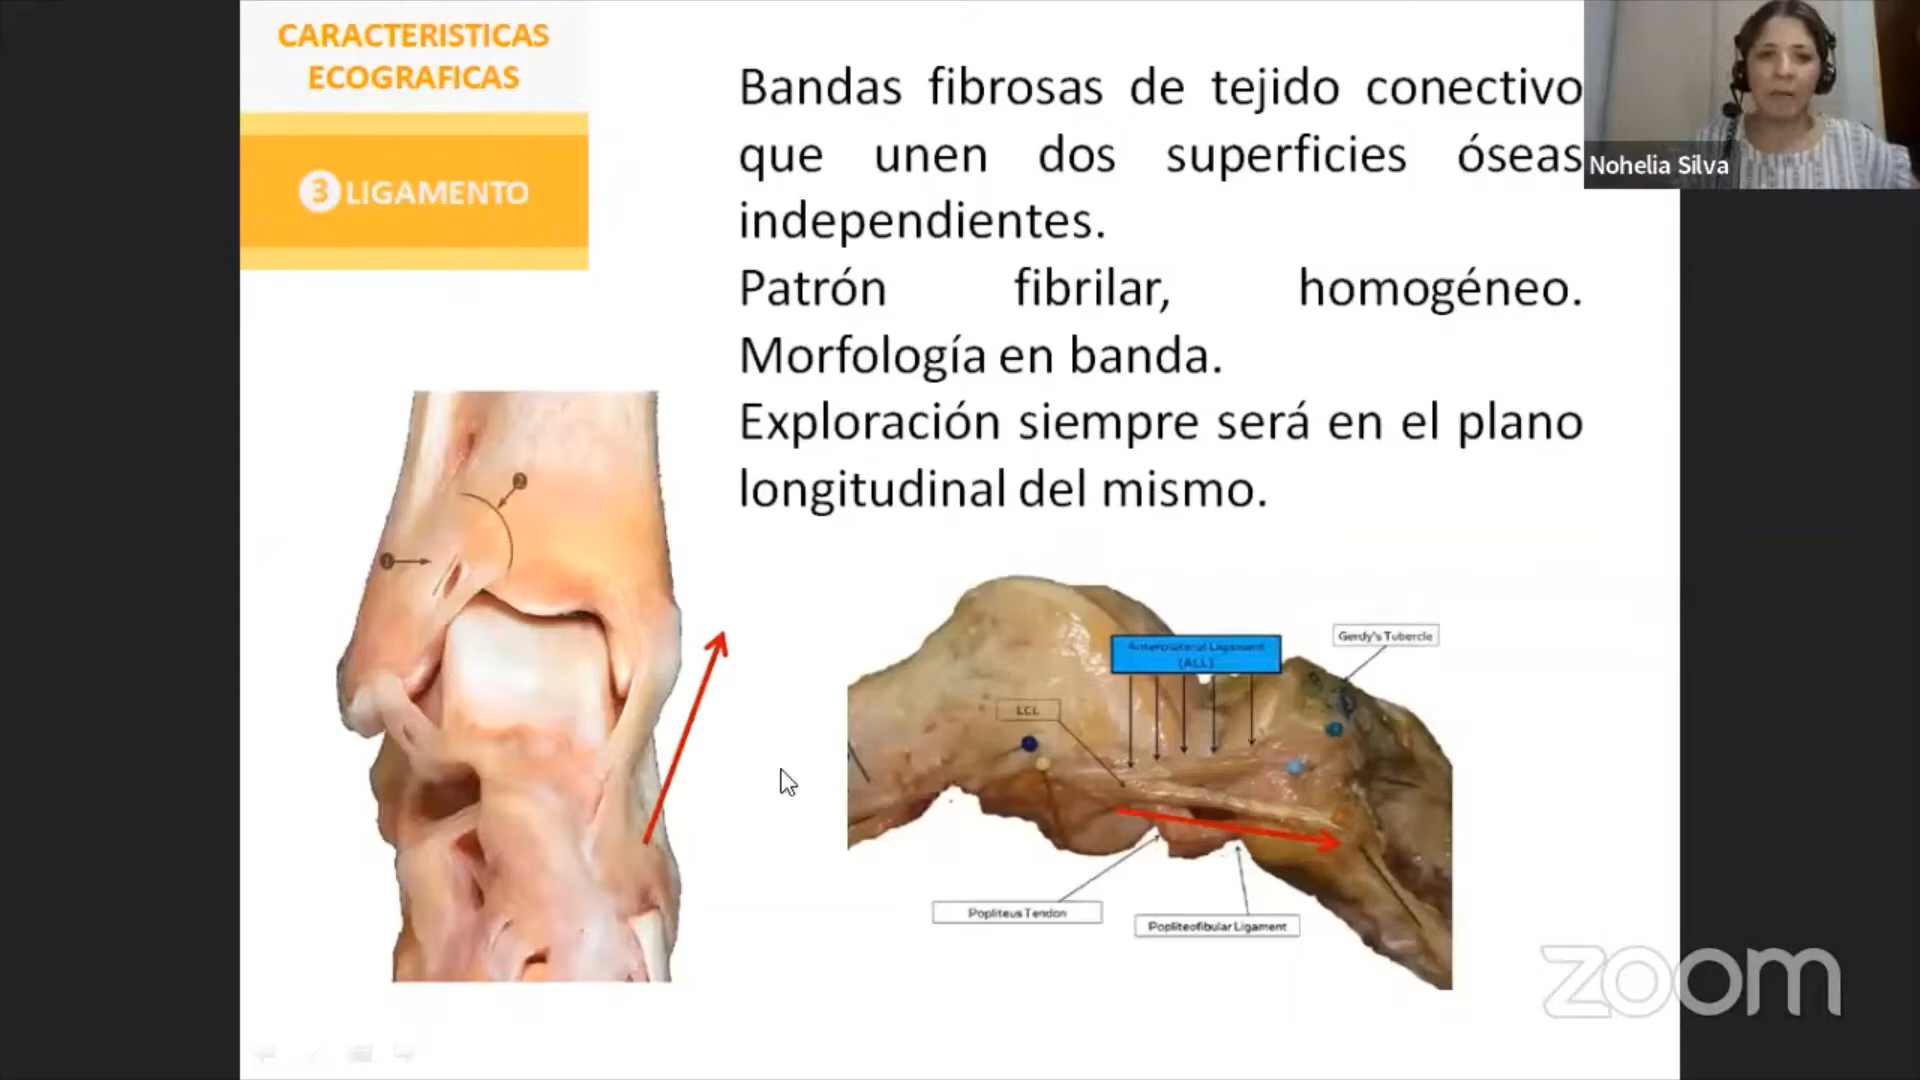 CARACTERISTICAS
ECOGRAFICAS
3 LIGAMENTO
Bandas fibrosas de tejido conectivo
que unen dos superficies óseas
independientes.
Patrón fibrilar, homogéneo.
Morfología en banda.
Exploración siempre será en el plano
longitudinal del mismo.
Nohelia Silva
2
1
Anterolateral Ligament
(ALL)
Gerdy's Tubercle
LCL
Popliteus Tendon
Popliteofibular Ligament
zoom